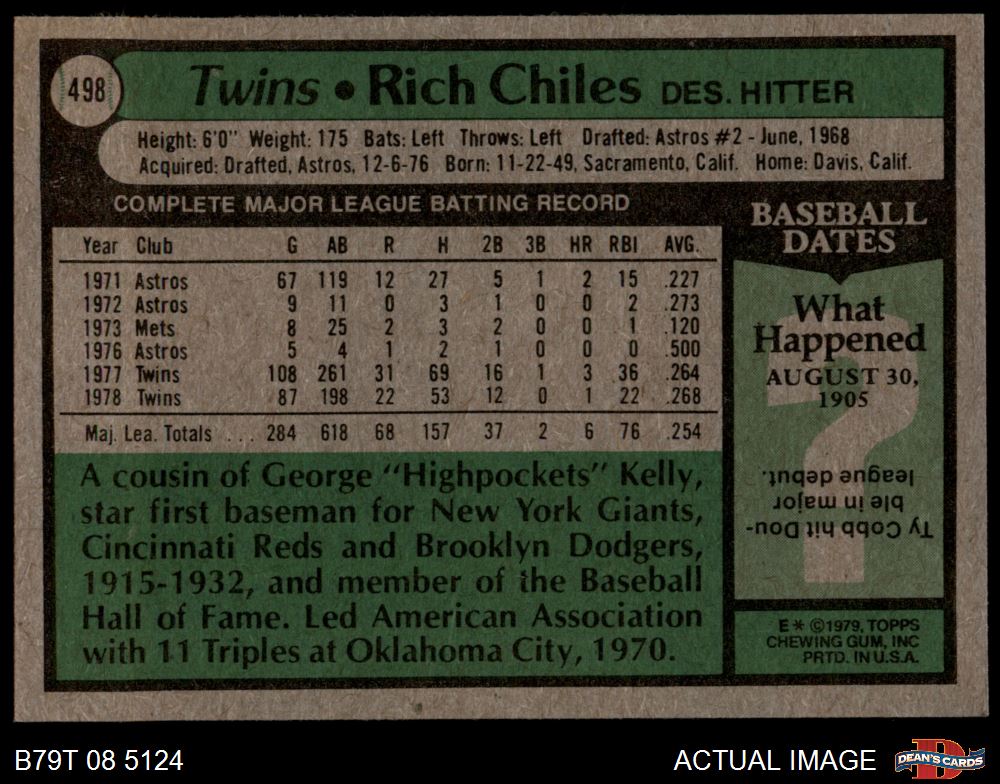 498
Twins • Rich Chiles DES. HITTER
Height: 6'0" Weight: 175 Bats: Left Throws: Left Drafted: Astros #2 - June, 1968
Acquired: Drafted, Astros, 12-6-76 Born: 11-22-49, Sacramento, Calif. Home: Davis, Calif.
COMPLETE MAJOR LEAGUE BATTING RECORD
Year Club G AB R H 2B 3B HR RBI AVG.
1971 Astros 67 119 12 27 5 1 2 15 .227
1972 Astros 9 11 0 3 1 0 0 2 .273
1973 Mets 8 25 2 3 2 0 0 1 .120
1976 Astros 5 4 1 2 1 0 0 0 .500
1977 Twins 108 261 31 69 16 1 3 36 .264
1978 Twins 87 198 22 53 12 0 1 22 .268
Maj. Lea. Totals ... 284 618 68 157 37 2 6 76 .254
A cousin of George "Highpockets" Kelly,
star first baseman for New York Giants,
Cincinnati Reds and Brooklyn Dodgers,
1915-1932, and member of the Baseball
Hall of Fame. Led American Association
with 11 Triples at Oklahoma City, 1970.
BASEBALL
DATES
What
Happened
AUGUST 30,
1905
Ty Cobb hit Dou-
ble in major
league debut.
E * ©1979, TOPPS
CHEWING GUM, INC
PRTD. IN U.S.A.
B79T 08 5124
ACTUAL IMAGE
DEAN'S CARDS